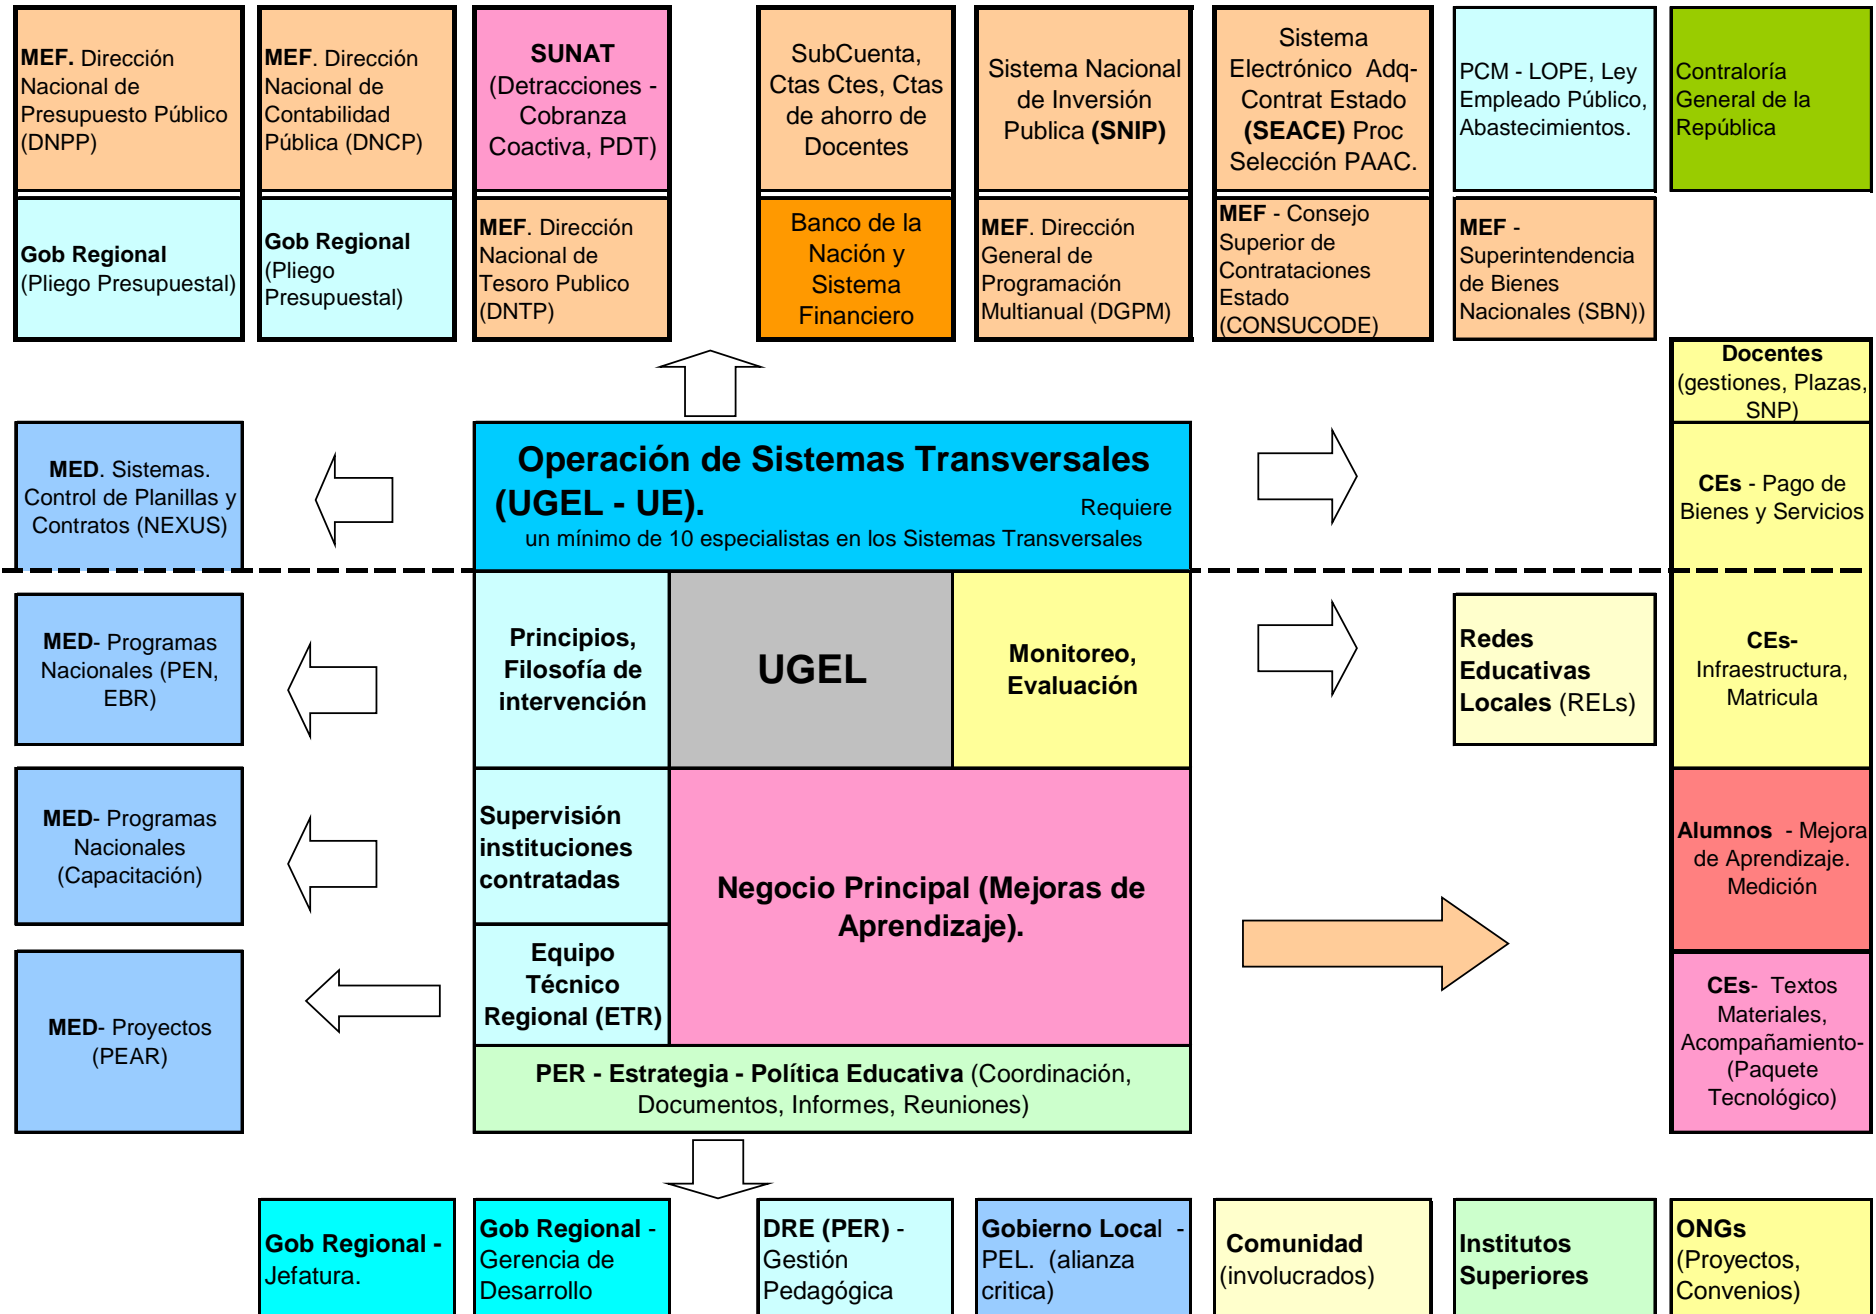 MEF. Dirección
Nacional de
Presupuesto Público
(DNPP)
MEF. Dirección
Nacional de
Contabilidad
Pública (DNCP)
SUNAT
(Detracciones -
Cobranza
Coactiva, PDT)
SubCuenta,
Ctas Ctes, Ctas
de ahorro de
Docentes
Sistema Nacional
de Inversión
Publica (SNIP)
Sistema
Electrónico Adq-
Contrat Estado
(SEACE) Proc
Selección PAAC.
PCM - LOPE, Ley
Empleado Público,
Abastecimientos.
Contraloría
General de la
República
Gob Regional
(Pliego Presupuestal)
Gob Regional
(Pliego
Presupuestal)
MEF. Dirección
Nacional de
Tesoro Publico
(DNTP)
Banco de la
Nación y
Sistema
Financiero
MEF. Dirección
General de
Programación
Multianual (DGPM)
MEF - Consejo
Superior de
Contrataciones
Estado
(CONSUCODE)
MEF -
Superintendencia
de Bienes
Nacionales (SBN))
Docentes
(gestiones, Plazas,
SNP)
MED. Sistemas.
Control de Planillas y
Contratos (NEXUS)
Operación de Sistemas Transversales
(UGEL - UE). Requiere
un mínimo de 10 especialistas en los Sistemas Transversales
CEs - Pago de
Bienes y Servicios
MED- Programas
Nacionales (PEN,
EBR)
Principios,
Filosofía de
intervención
UGEL
Monitoreo,
Evaluación
Redes
Educativas
Locales (RELs)
CEs-
Infraestructura,
Matricula
MED- Programas
Nacionales
(Capacitación)
Supervisión
instituciones
contratadas
Negocio Principal (Mejoras de
Aprendizaje).
Alumnos - Mejora
de Aprendizaje.
Medición
MED- Proyectos
(PEAR)
Equipo
Técnico
Regional (ETR)
CEs- Textos
Materiales,
Acompañamiento-
(Paquete
Tecnológico)
PER - Estrategia - Política Educativa (Coordinación,
Documentos, Informes, Reuniones)
Gob Regional -
Jefatura.
Gob Regional -
Gerencia de
Desarrollo
DRE (PER) -
Gestión
Pedagógica
Gobierno Local -
PEL. (alianza
critica)
Comunidad
(involucrados)
Institutos
Superiores
ONGs
(Proyectos,
Convenios)